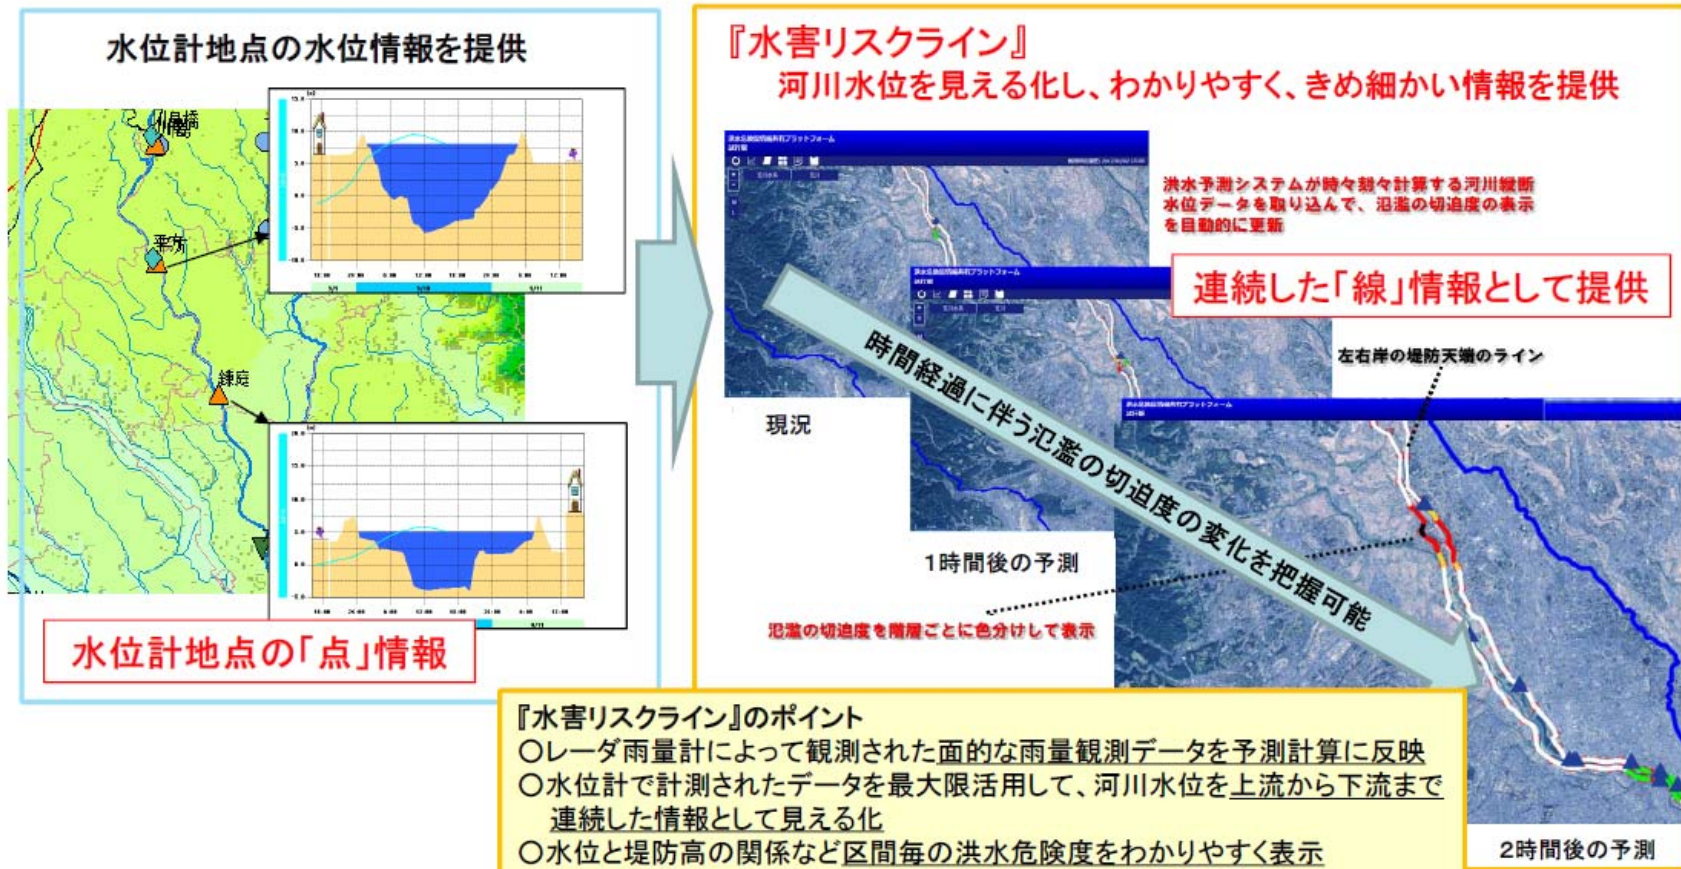 水位計地点の水位情報を提供
平方
錬庭
水位計地点の「点」情報
『水害リスクライン』
河川水位を見える化し、わかりやすく、きめ細かい情報を提供
洪水予測システムが時々刻々計算する河川縦断
水位データを取り込んで、氾濫の切迫度の表示
を自動的に更新
連続した「線」情報として提供
左右岸の堤防天端のライン
時間経過に伴う氾濫の切迫度の変化を把握可能
現況
1時間後の予測
氾濫の切迫度を階層ごとに色分けして表示
2時間後の予測
『水害リスクライン』のポイント
○レーダ雨量計によって観測された面的な雨量観測データを予測計算に反映
○水位計で計測されたデータを最大限活用して、河川水位を上流から下流まで
連続した情報として見える化
○水位と堤防高の関係など区間毎の洪水危険度をわかりやすく表示